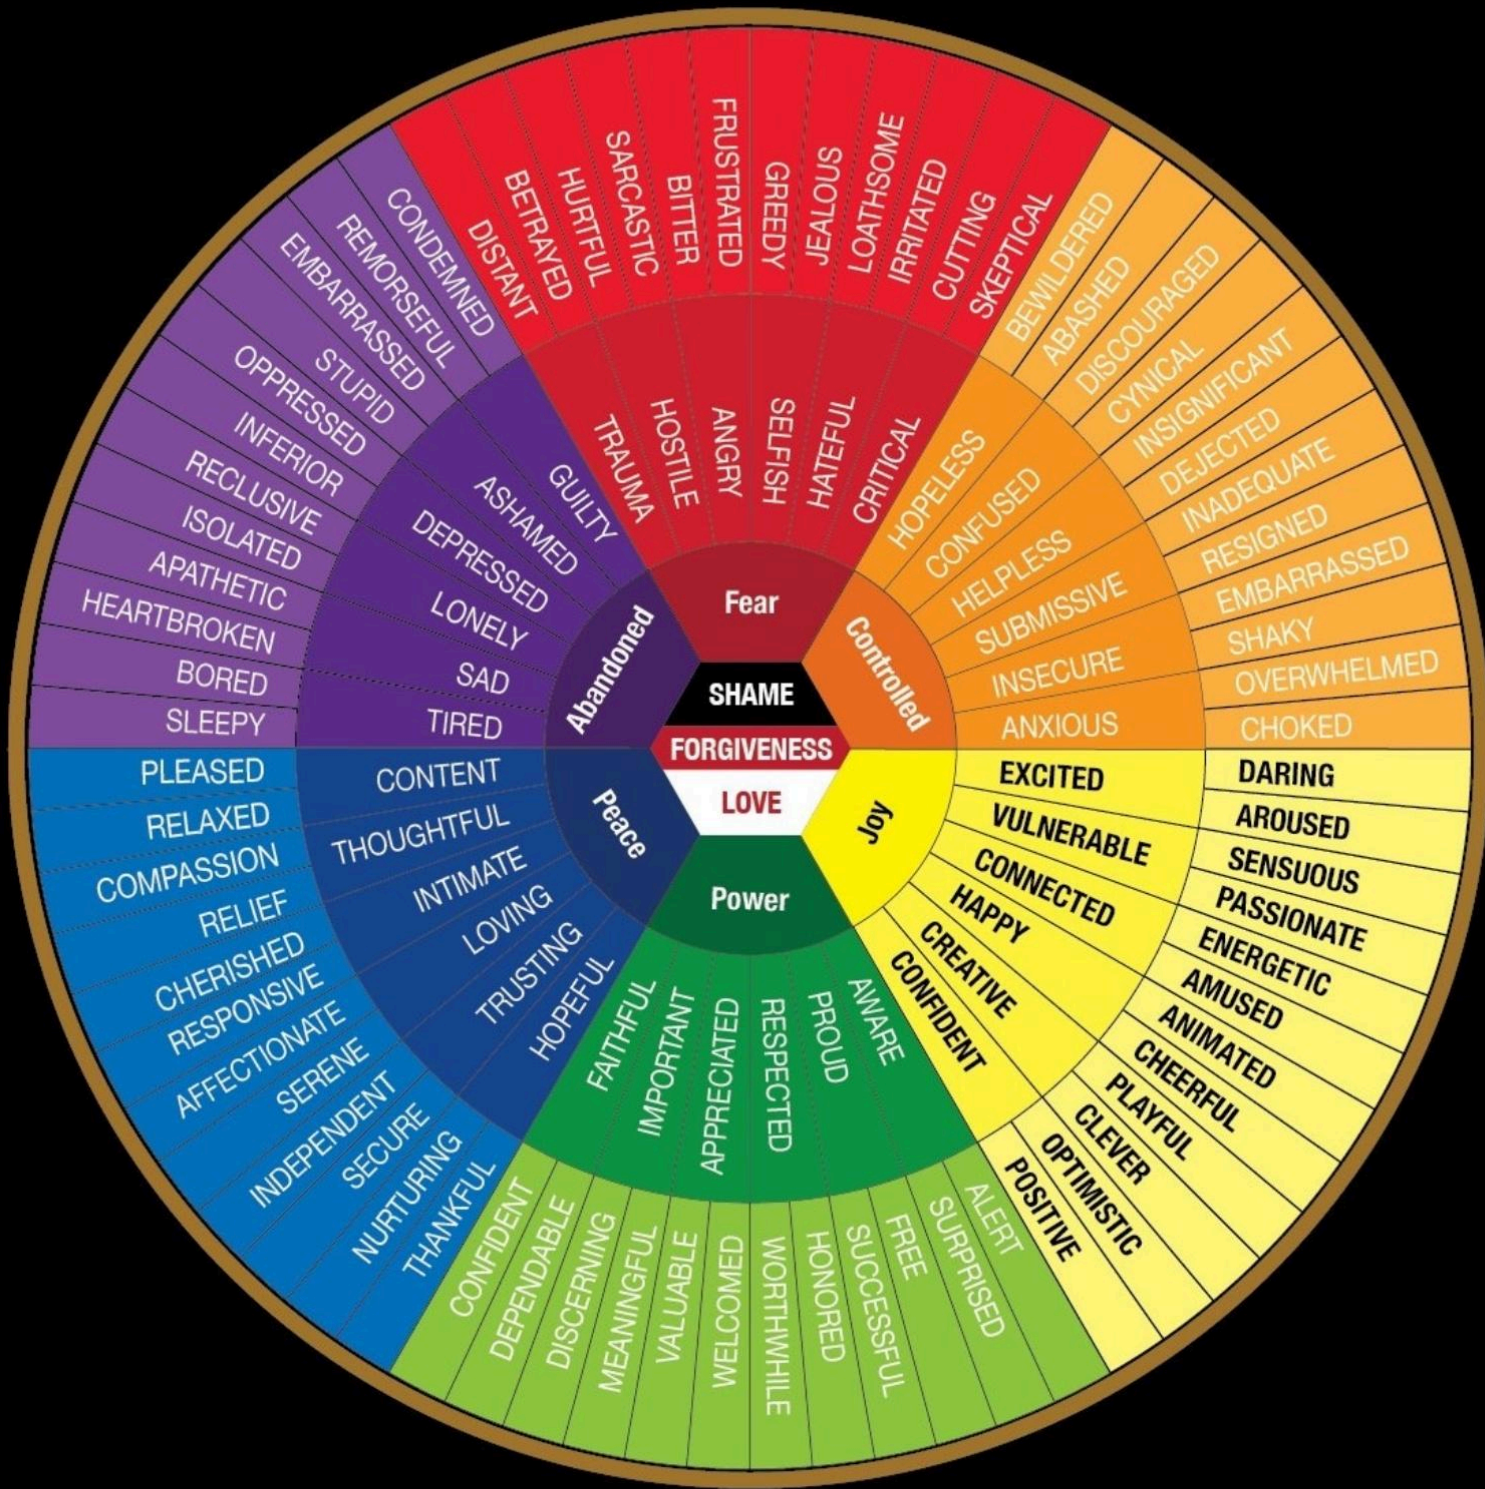 SHAME
FORGIVENESS
LOVE
Fear
Controlled
Joy
Power
Peace
Abandoned
TRAUMA
HOSTILE
ANGRY
SELFISH
HATEFUL
CRITICAL
HOPELESS
CONFUSED
HELPLESS
SUBMISSIVE
INSECURE
ANXIOUS
EXCITED
VULNERABLE
CONNECTED
HAPPY
CREATIVE
CONFIDENT
AWARE
PROUD
RESPECTED
APPRECIATED
IMPORTANT
FAITHFUL
HOPEFUL
TRUSTING
LOVING
INTIMATE
THOUGHTFUL
CONTENT
TIRED
SAD
LONELY
DEPRESSED
ASHAMED
GUILTY
DISTANT
BETRAYED
HURTFUL
SARCASTIC
BITTER
FRUSTRATED
GREEDY
JEALOUS
LOATHSOME
IRRITATED
CUTTING
SKEPTICAL
BEWILDERED
ABASHED
DISCOURAGED
CYNICAL
INSIGNIFICANT
DEJECTED
INADEQUATE
RESIGNED
EMBARRASSED
SHAKY
OVERWHELMED
CHOKED
DARING
AROUSED
SENSUOUS
PASSIONATE
ENERGETIC
AMUSED
ANIMATED
CHEERFUL
PLAYFUL
CLEVER
OPTIMISTIC
POSITIVE
ALERT
SURPRISED
FREE
SUCCESSFUL
HONORED
WORTHWHILE
WELCOMED
VALUABLE
MEANINGFUL
DISCERNING
DEPENDABLE
CONFIDENT
THANKFUL
NURTURING
SECURE
INDEPENDENT
SERENE
AFFECTIONATE
RESPONSIVE
CHERISHED
RELIEF
COMPASSION
RELAXED
PLEASED
SLEEPY
BORED
HEARTBROKEN
APATHETIC
ISOLATED
RECLUSIVE
INFERIOR
OPPRESSED
STUPID
EMBARRASSED
REMORSEFUL
CONDEMNED